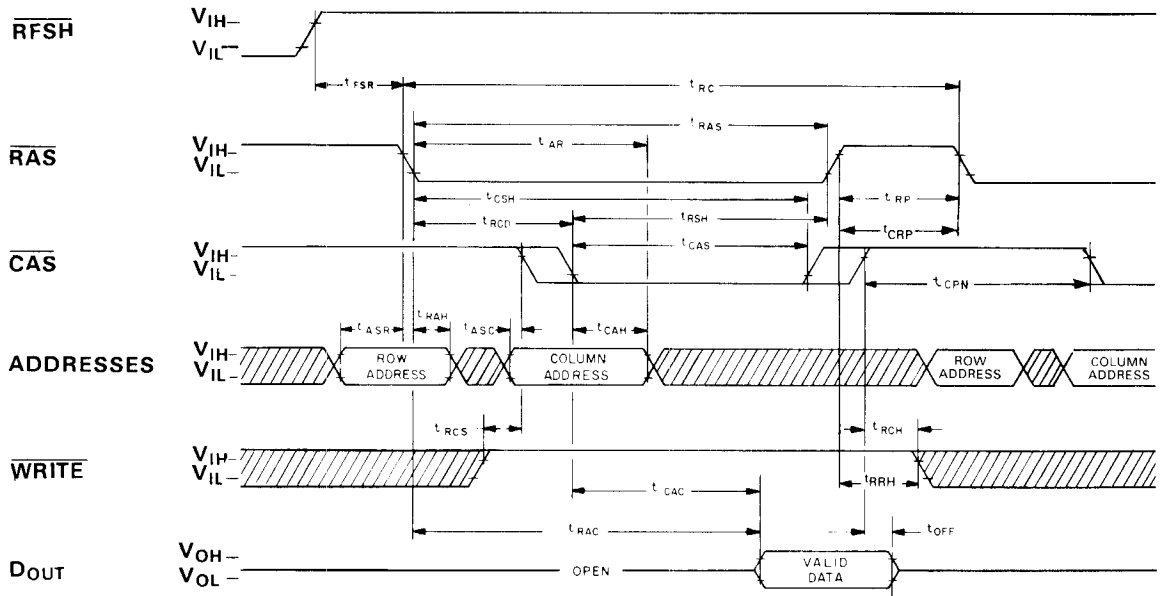 RFSH
VIH
VIL
tFSR
tRC
RAS
VIH
VIL
tRAS
tAR
tCSH
tRP
tRCD
tRSH
tCRP
CAS
VIH
VIL
tCAS
tCPN
tASR
tRAH
tASC
tCAH
ADDRESSES
VIH
VIL
ROW
ADDRESS
COLUMN
ADDRESS
ROW
ADDRESS
COLUMN
ADDRESS
tRCS
tRCH
WRITE
VIH
VIL
tCAC
tRRH
tRAC
tOFF
DOUT
VOH
VOL
OPEN
VALID
DATA